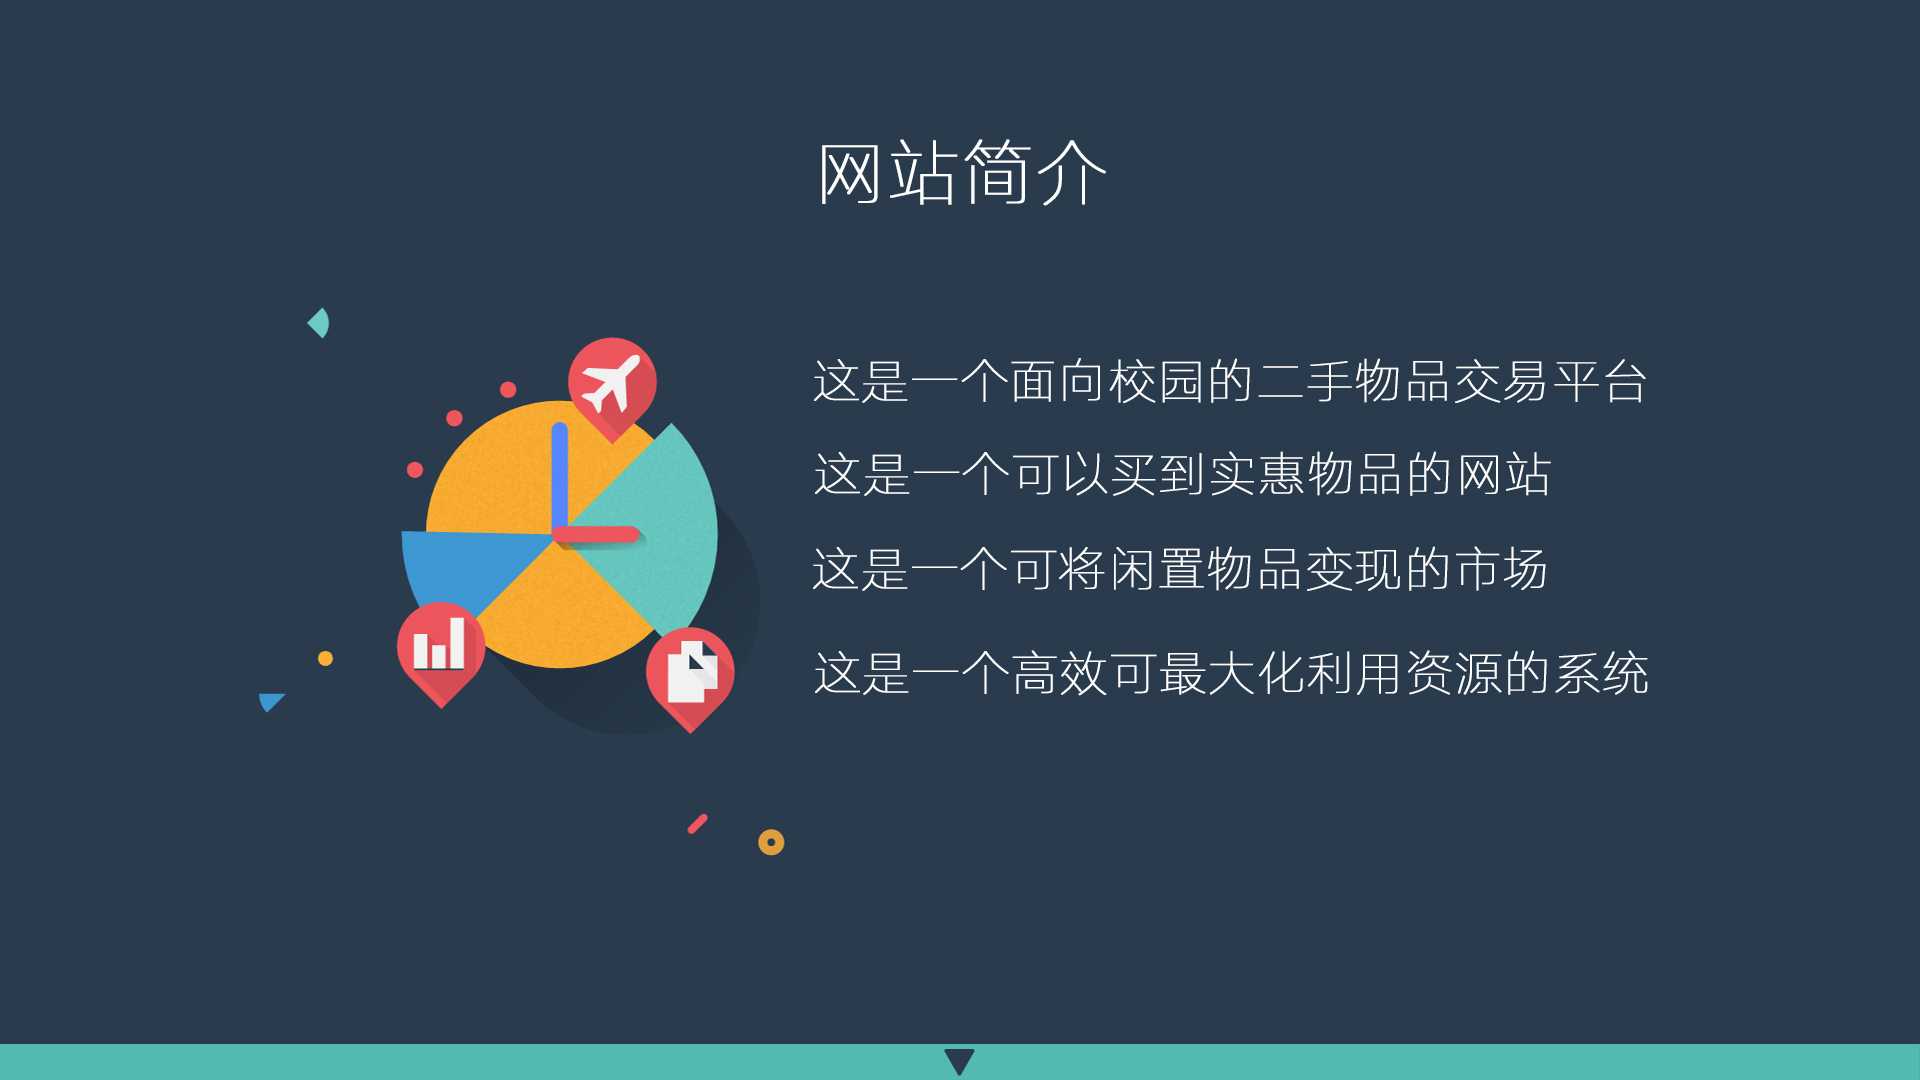 网站简介
这是一个面向校园的二手物品交易平台
这是一个可以买到实惠物品的网站
这是一个可将闲置物品变现的市场
这是一个高效可最大化利用资源的系统